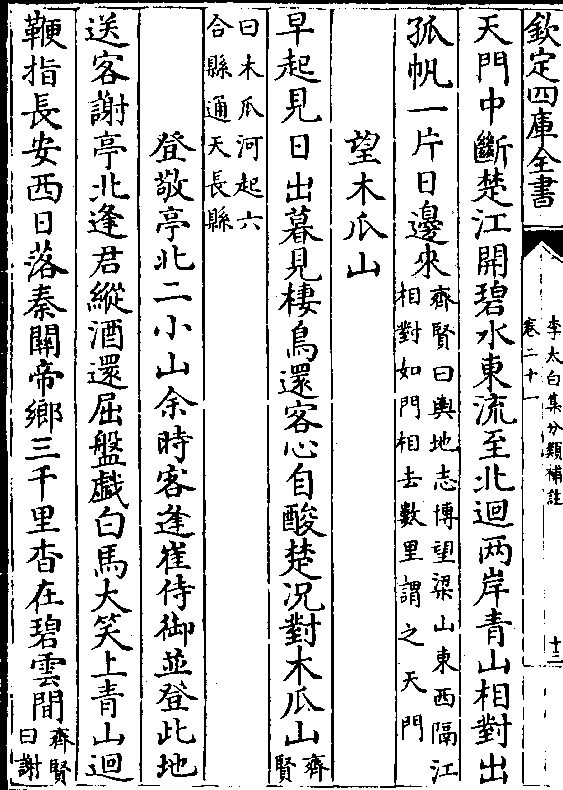 欽定四庫全書
李太白集分類補註
卷二十一
十三
天門中斷楚江開碧水東流至北迴两岸青山相對出
孤帆一片日邊來
齊賢曰輿地志博望梁山東西隔江
相對如門相去數里謂之天門
望木瓜山
早起見日出暮見棲鳥還客心自酸楚况對木瓜山
齊
賢
曰木瓜河起六
合縣通天長縣
登敬亭北二小山余時客逢崔侍御並登此地
送客謝亭北逢君縱酒還屈盤戱白馬大笑上青山迴
鞭指長安西日落秦關帝鄉三千里杳在碧雲間
齊賢
曰謝